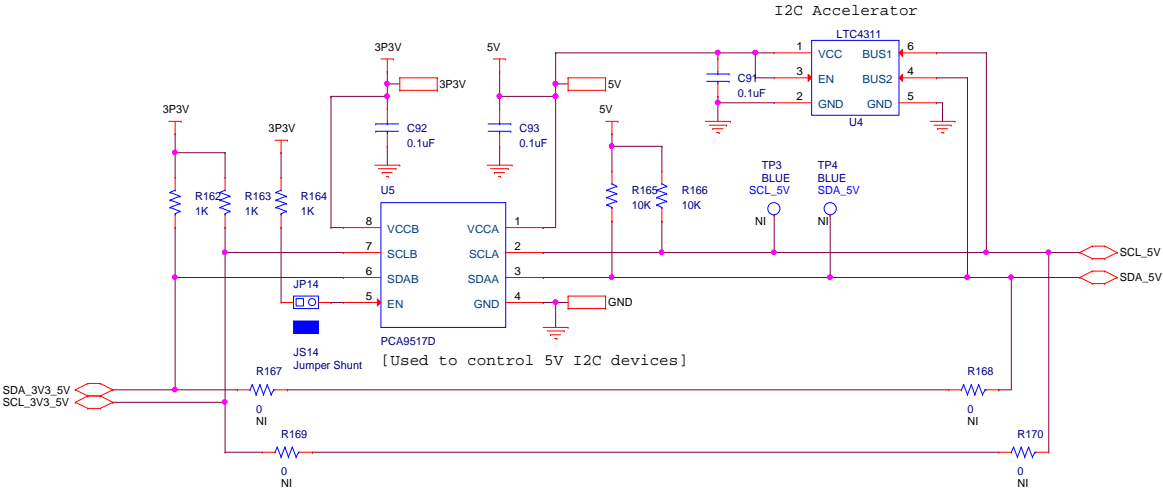 I2C Accelerator
LTC4311
1
VCC
BUS1
6
3
EN
BUS2
4
2
GND
GND
5
U4
C91
0.1uF
3P3V
3P3V
5V
5V
C92
0.1uF
C93
0.1uF
3P3V
3P3V
5V
R162
1K
R163
1K
R164
1K
R165
10K
R166
10K
TP3
BLUE
SCL_5V
NI
TP4
BLUE
SDA_5V
NI
U5
8
VCCB
VCCA
1
7
SCLB
SCLA
2
6
SDAB
SDAA
3
5
EN
GND
4
GND
PCA9517D
SCL_5V
SDA_5V
JP14
JS14
Jumper Shunt
[Used to control 5V I2C devices]
SDA_3V3_5V
SCL_3V3_5V
R167
0
NI
R168
0
NI
R169
0
NI
R170
0
NI